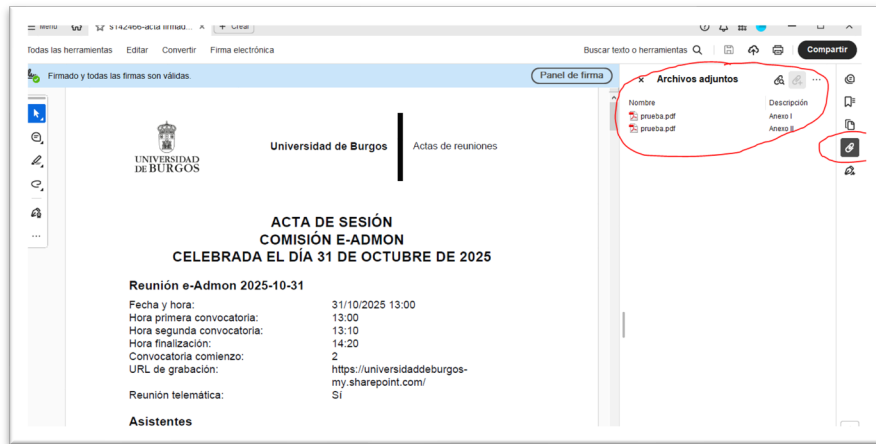 Menú
s142466-acta firmad...
+ Crear
Todas las herramientas Editar Convertir Firma electrónica
Buscar texto o herramientas
Compartir
Firmado y todas las firmas son válidas.
Panel de firma
Archivos adjuntos
Nombre Descripción
prueba.pdf Anexo I
prueba.pdf Anexo II
UNIVERSIDAD
DE BURGOS
Universidad de Burgos
Actas de reuniones
ACTA DE SESIÓN
COMISIÓN E-ADMON
CELEBRADA EL DÍA 31 DE OCTUBRE DE 2025
Reunión e-Admon 2025-10-31
Fecha y hora: 31/10/2025 13:00
Hora primera convocatoria: 13:00
Hora segunda convocatoria: 13:10
Hora finalización: 14:20
Convocatoria comienzo: 2
URL de grabación: https://universidaddeburgos-
my.sharepoint.com/
Reunión telemática: Sí
Asistentes